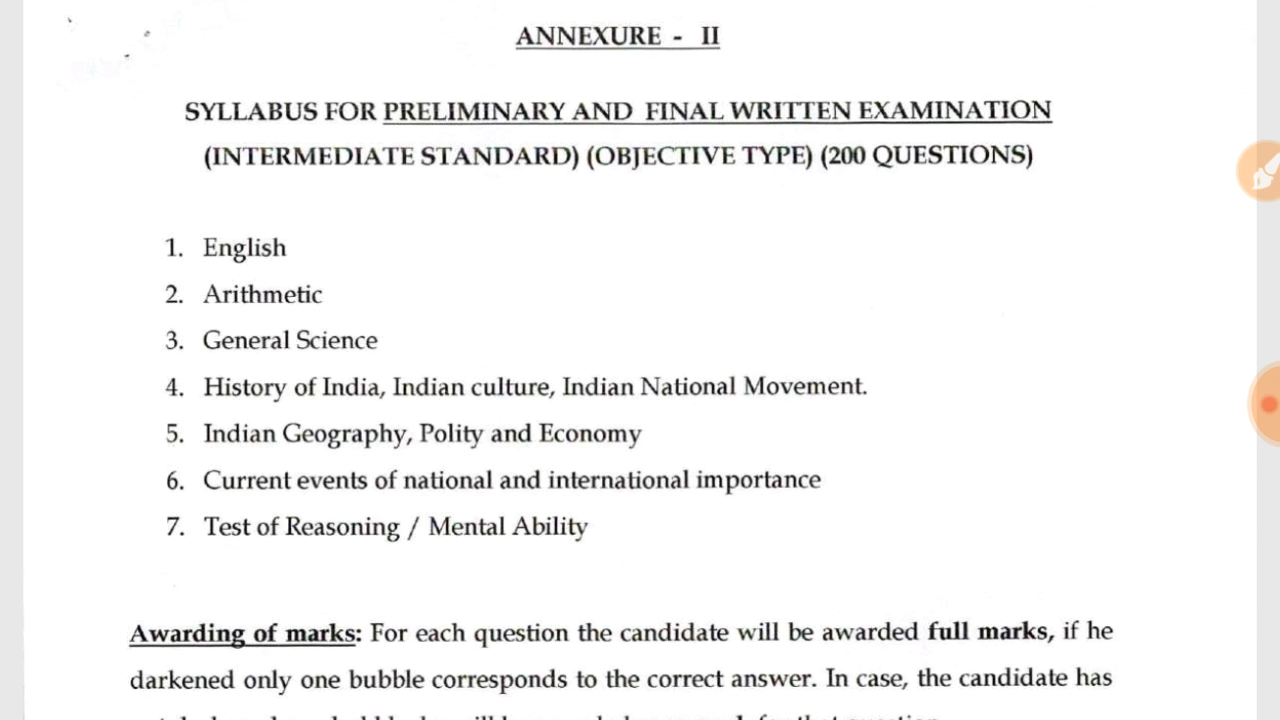 ANNEXURE - II
SYLLABUS FOR PRELIMINARY AND FINAL WRITTEN EXAMINATION
(INTERMEDIATE STANDARD) (OBJECTIVE TYPE) (200 QUESTIONS)
1. English
2. Arithmetic
3. General Science
4. History of India, Indian culture, Indian National Movement.
5. Indian Geography, Polity and Economy
6. Current events of national and international importance
7. Test of Reasoning / Mental Ability
Awarding of marks: For each question the candidate will be awarded full marks, if he
darkened only one bubble corresponds to the correct answer. In case, the candidate has